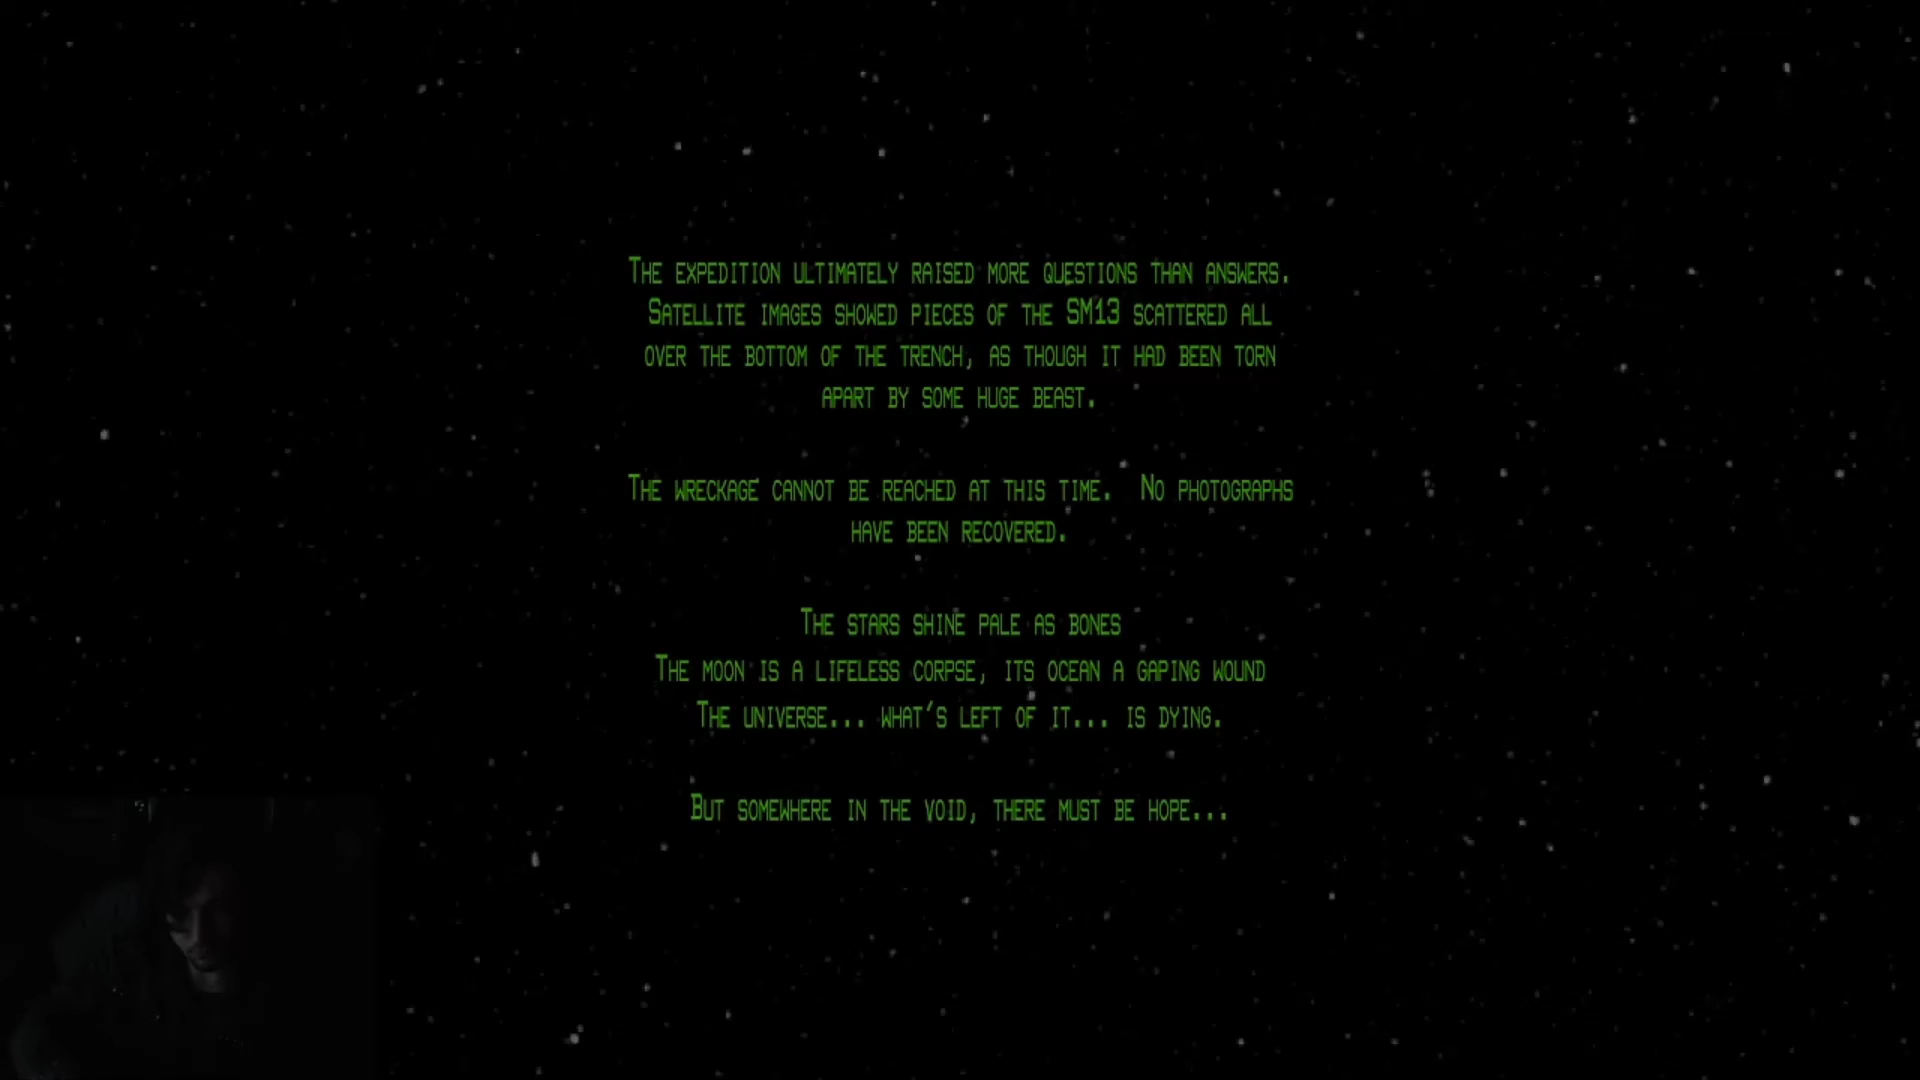 The expedition ultimately raised more questions than answers.
Satellite images showed pieces of the SM13 scattered all
over the bottom of the trench, as though it had been torn
apart by some huge beast.
The wreckage cannot be reached at this time. No photographs
have been recovered.
The stars shine pale as bones
The moon is a lifeless corpse, its ocean a gaping wound
The universe... what's left of it... is dying.
But somewhere in the void, there must be hope...